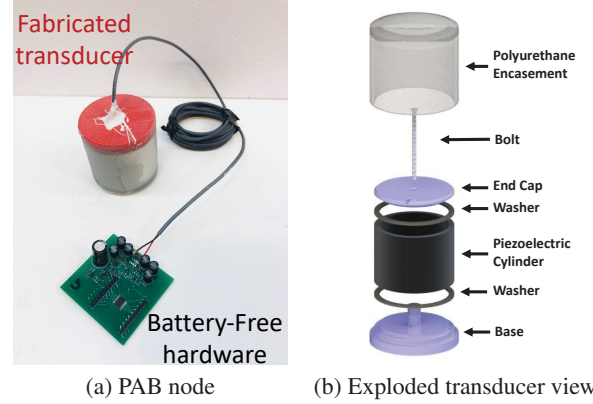 Fabricated
transducer
Battery-Free
hardware
(a) PAB node
Polyurethane
Encasement
Bolt
End Cap
Washer
Piezoelectric
Cylinder
Washer
Base
(b) Exploded transducer view